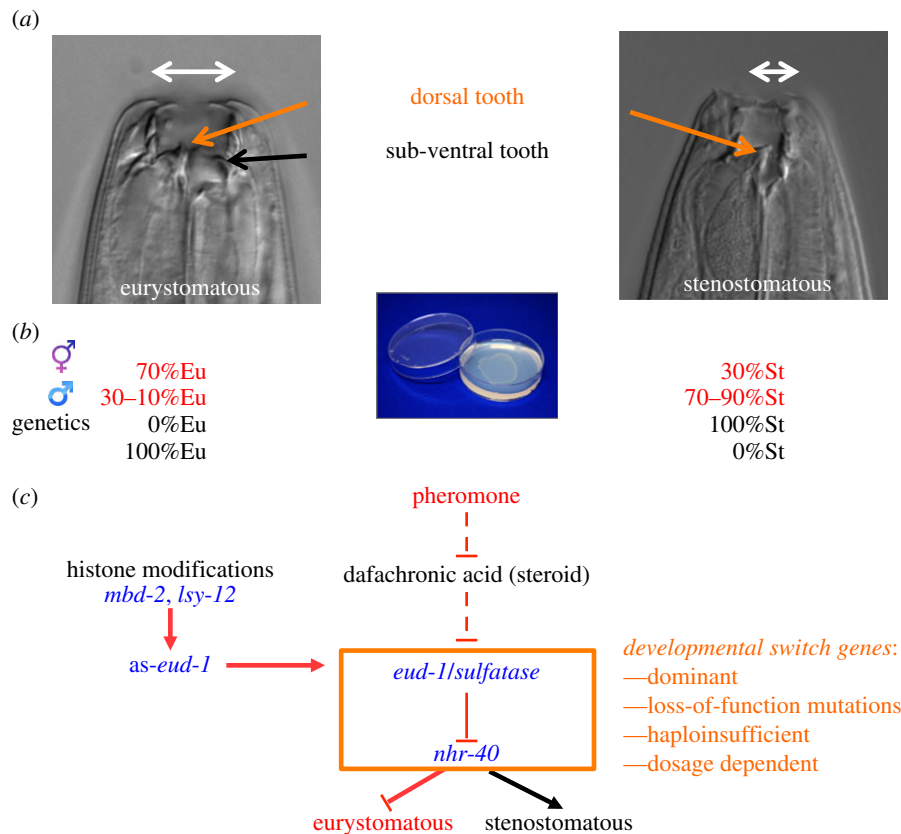 (a)
dorsal tooth
sub-ventral tooth
eurystomatous
stenostomatous
(b)
70%Eu
30%St
30–10%Eu
70–90%St
genetics
0%Eu
100%St
100%Eu
0%St
(c)
pheromone
histone modifications
mbd-2, lsy-12
dafachronic acid (steroid)
as-eud-1
eud-1/sulfatase
nhr-40
developmental switch genes:
—dominant
—loss-of-function mutations
—haploinsufficient
—dosage dependent
eurystomatous
stenostomatous